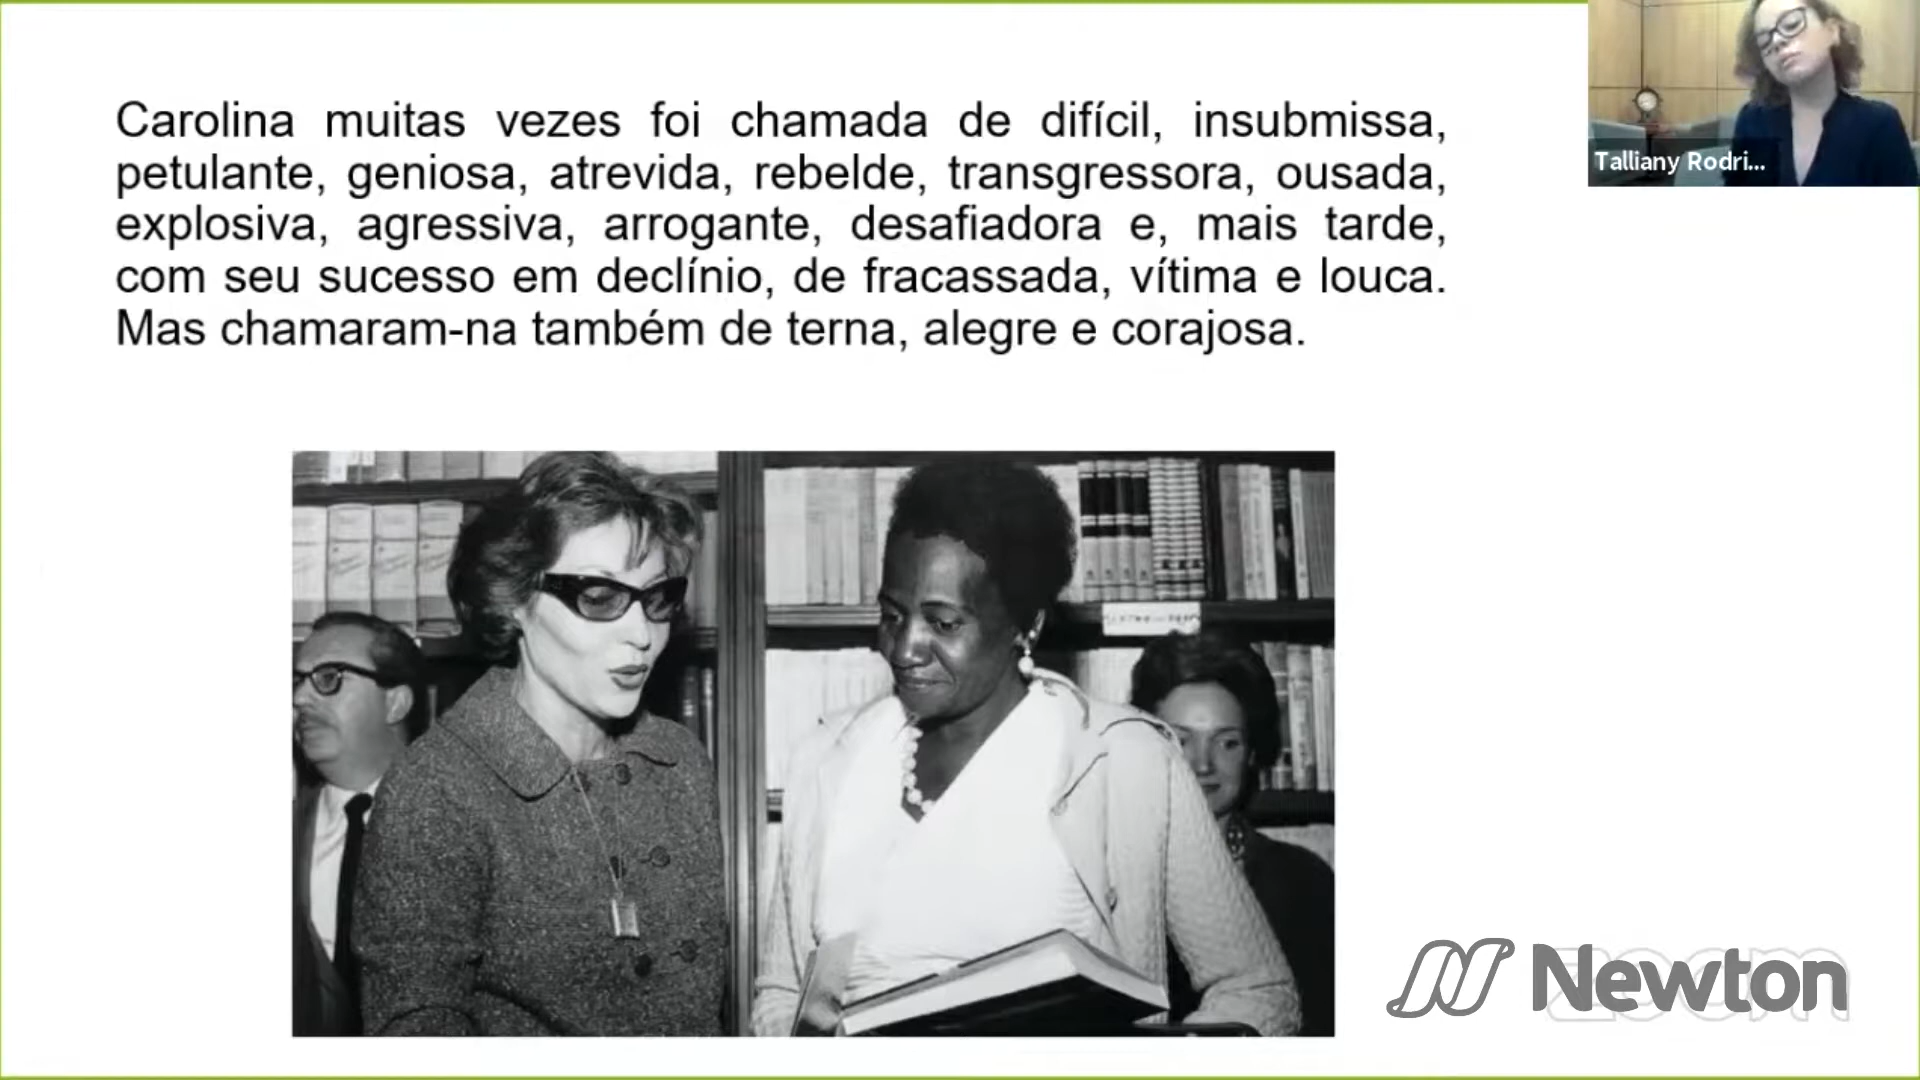 Carolina muitas vezes foi chamada de difícil, insubmissa,
petulante, geniosa, atrevida, rebelde, transgressora, ousada,
explosiva, agressiva, arrogante, desafiadora e, mais tarde,
com seu sucesso em declínio, de fracassada, vítima e louca.
Mas chamaram-na também de terna, alegre e corajosa.
Talliany Rodri...
Newton
zoom